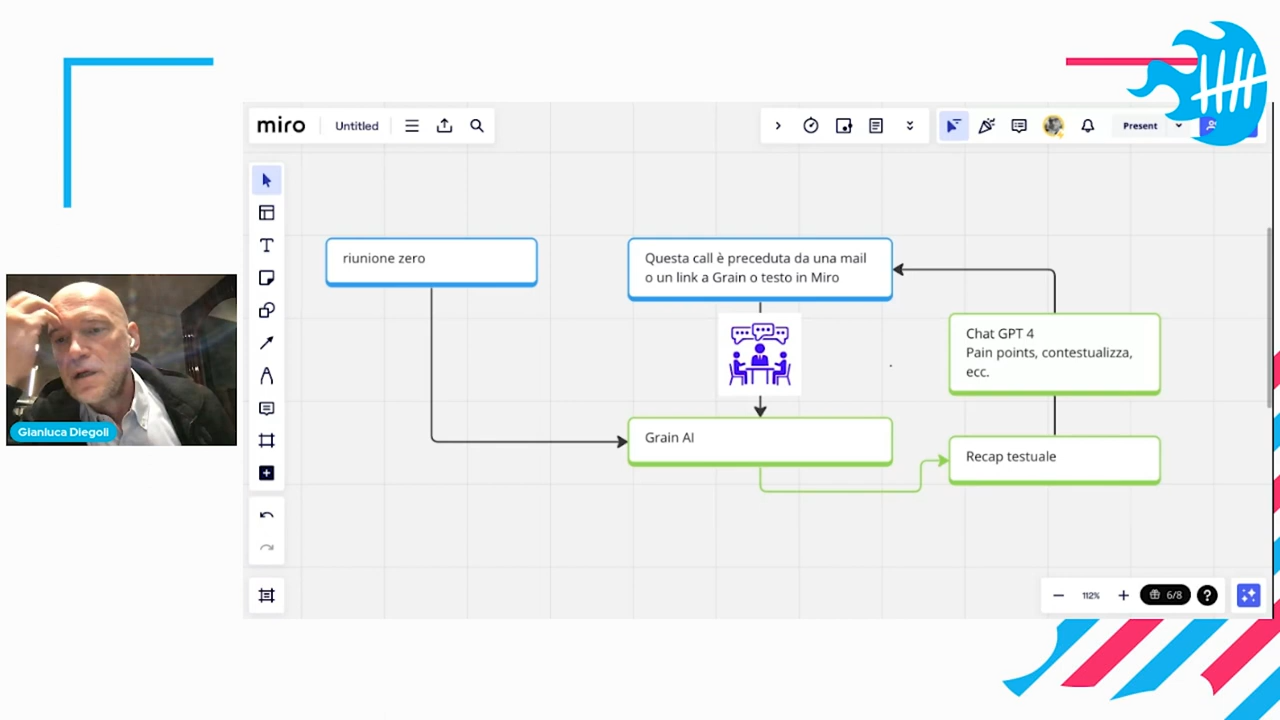 miro
Untitled
Present
riunione zero
Questa call è preceduta da una mail
o un link a Grain o testo in Miro
Chat GPT 4
Pain points, contestualizza,
ecc.
Grain AI
Recap testuale
Gianluca Diegoli
112%
6/8